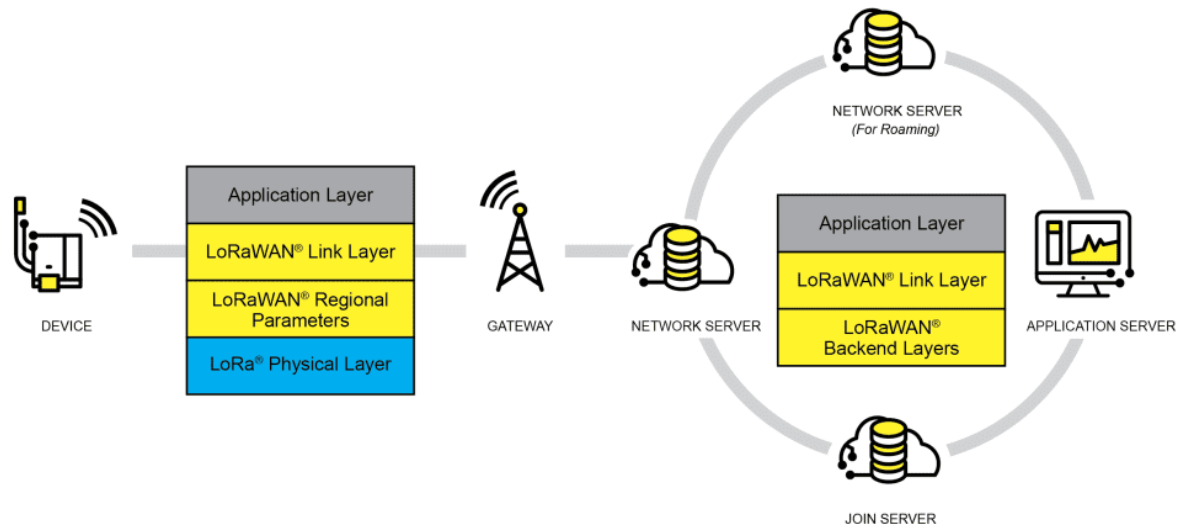 NETWORK SERVER
(For Roaming)
Application Layer
LoRaWAN® Link Layer
LoRaWAN® Regional
Parameters
LoRa® Physical Layer
Application Layer
LoRaWAN® Link Layer
LoRaWAN®
Backend Layers
DEVICE
GATEWAY
NETWORK SERVER
APPLICATION SERVER
JOIN SERVER